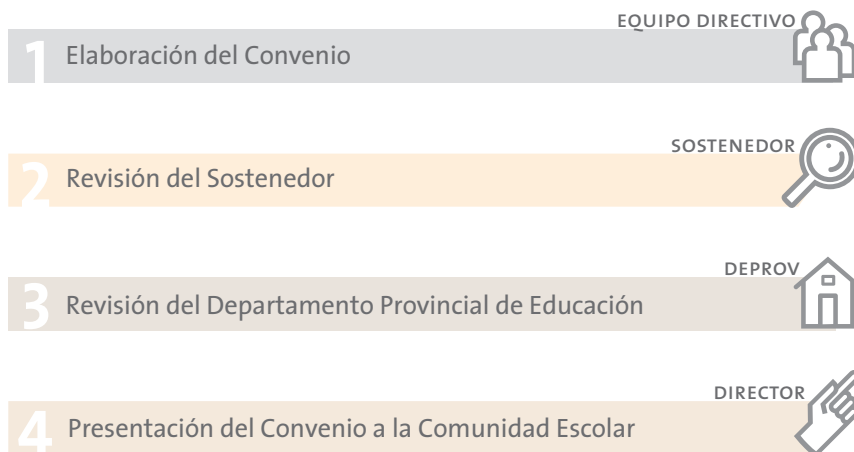 EQUIPO DIRECTIVO
1 Elaboración del Convenio
SOSTENEDOR
2 Revisión del Sostenedor
DEPROV
3 Revisión del Departamento Provincial de Educación
DIRECTOR
4 Presentación del Convenio a la Comunidad Escolar